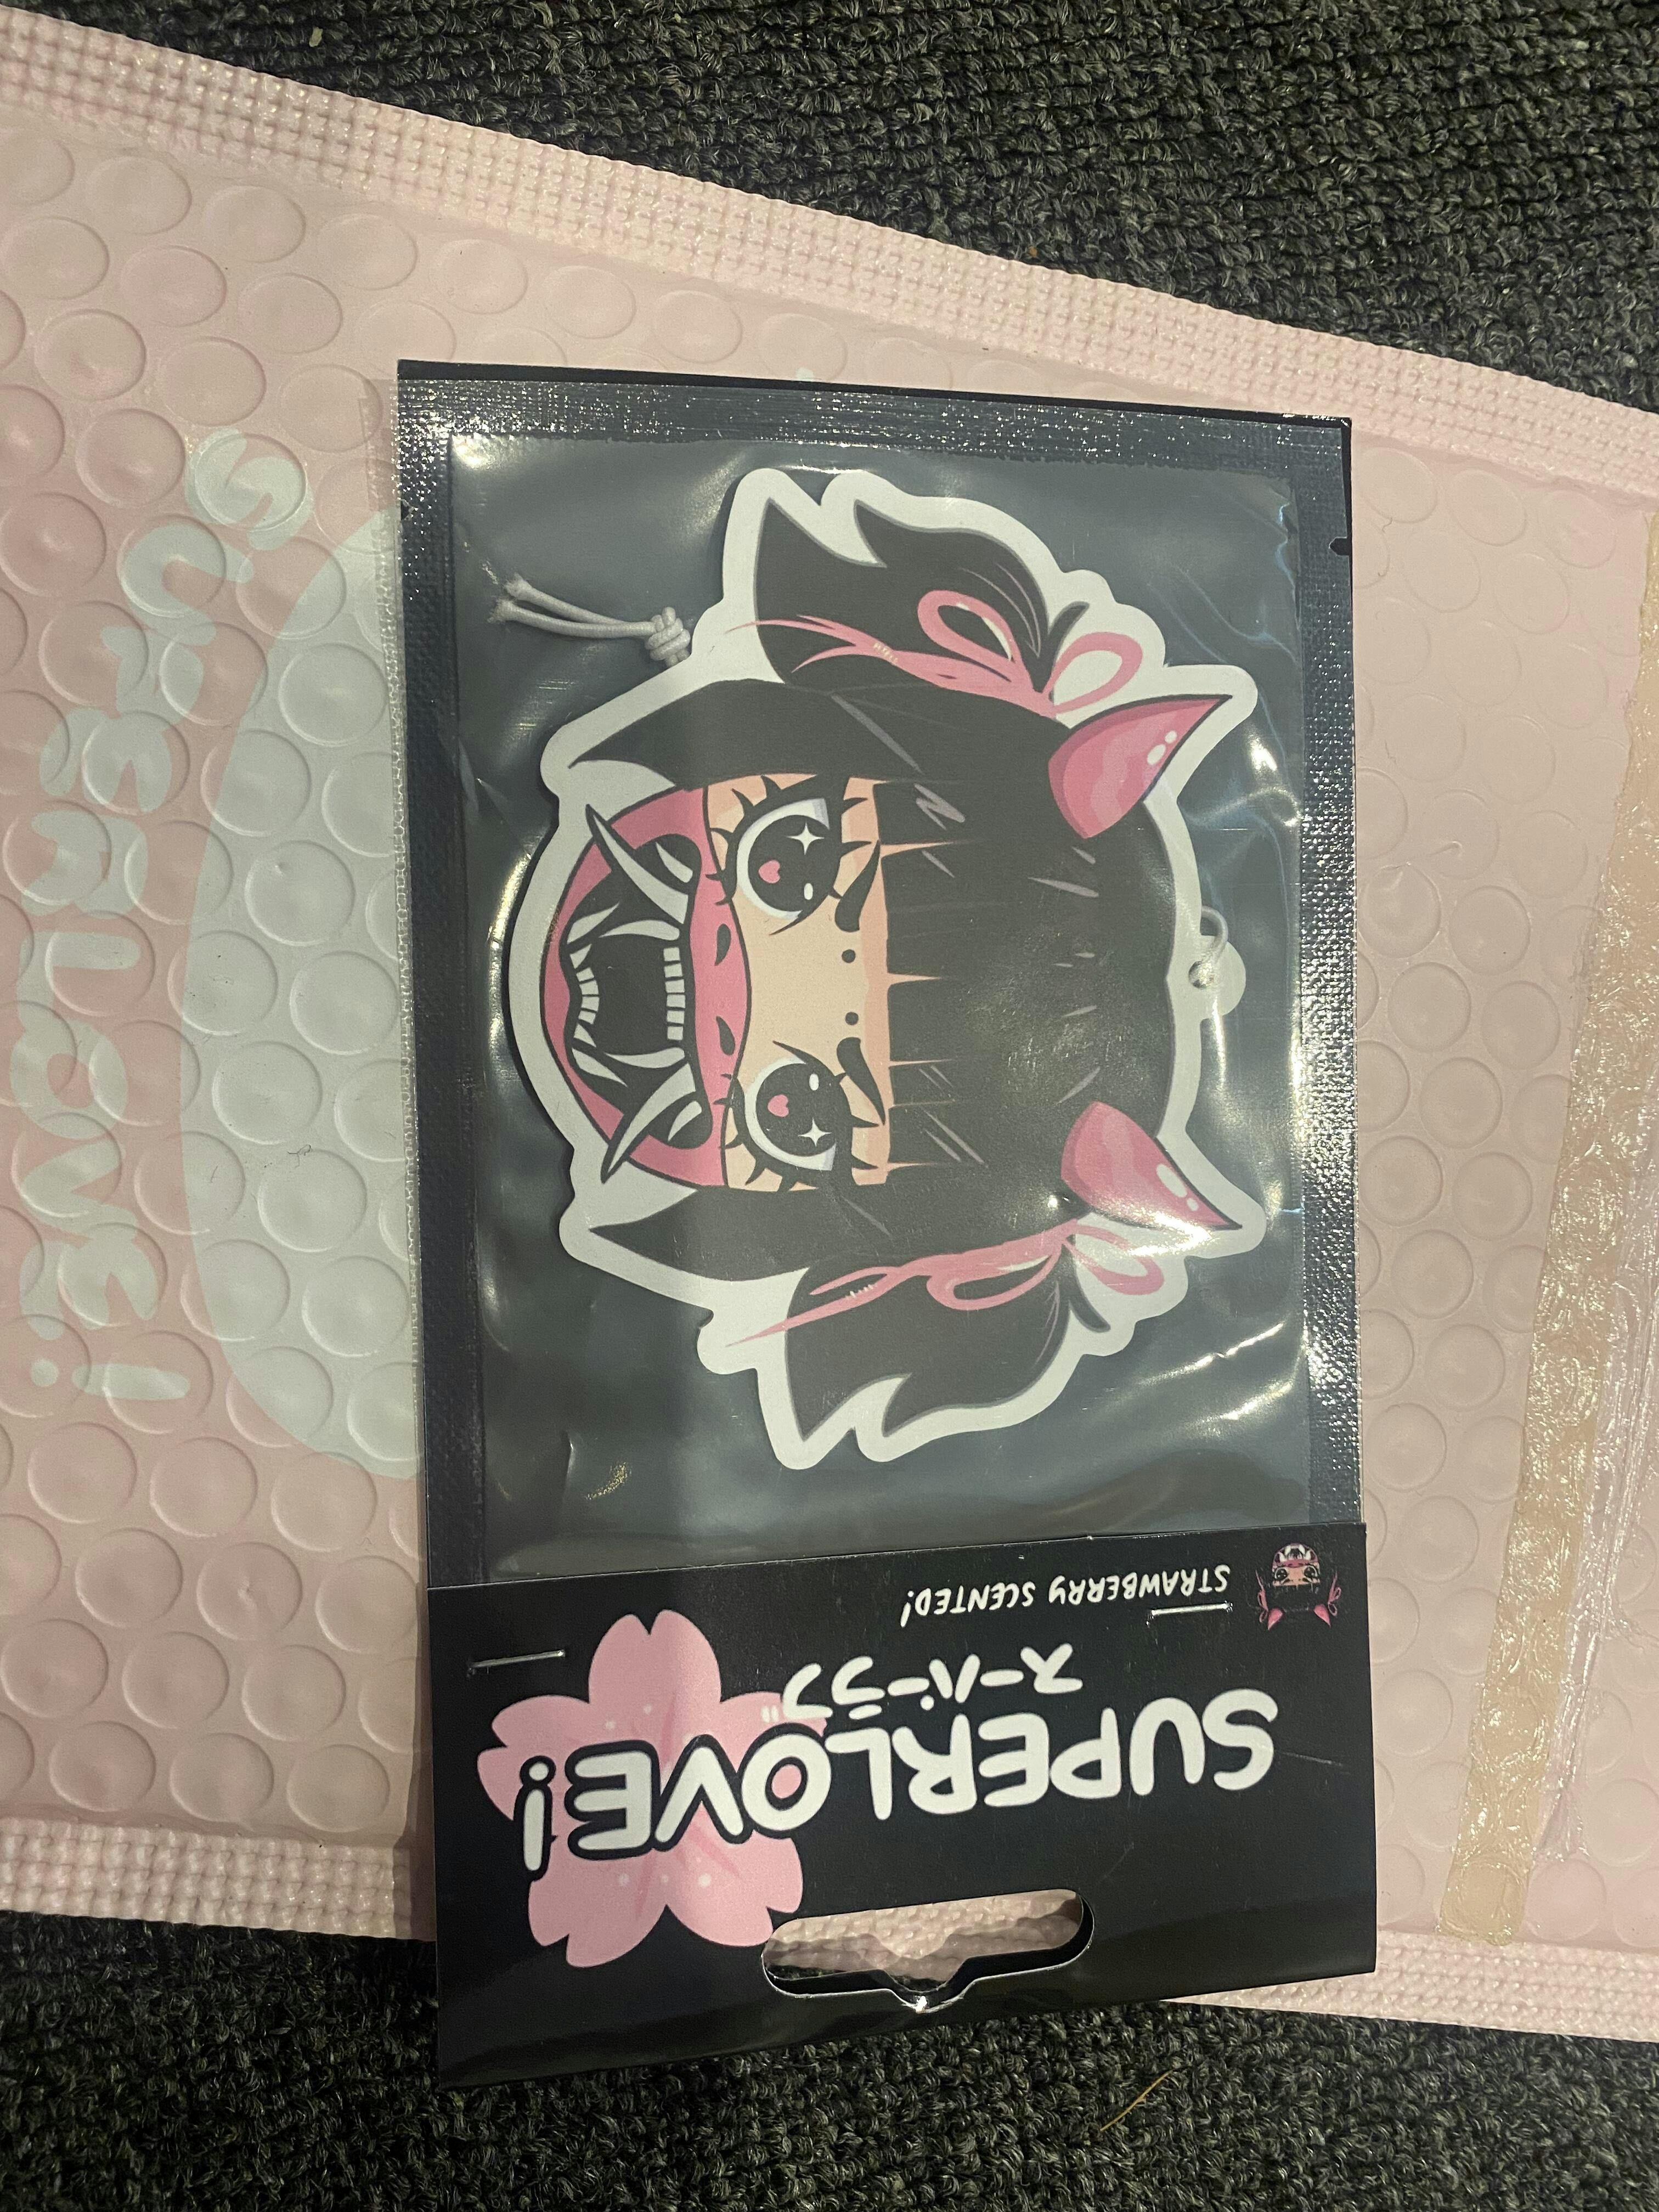 SUPERLOVE!
スーパーラブ
STRAWBERRY SCENTED!
SUPERLOVE!